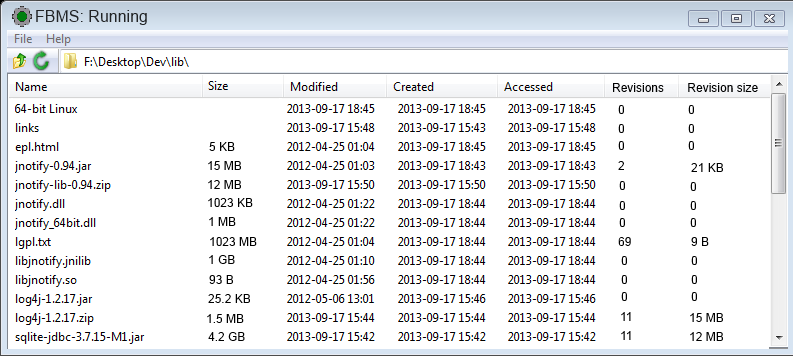 FBMS: Running
File Help
F:\Desktop\Dev\lib\
Name Size Modified Created Accessed Revisions Revision size
64-bit Linux 2013-09-17 18:45 2013-09-17 18:45 2013-09-17 18:45 0 0
links 2013-09-17 15:48 2013-09-17 15:43 2013-09-17 15:48 0 0
epl.html 5 KB 2012-04-25 01:04 2013-09-17 18:44 2013-09-17 18:44 0 0
jnotify-0.94.jar 15 MB 2012-04-25 01:03 2013-09-17 18:43 2013-09-17 18:43 2 21 KB
jnotify-lib-0.94.zip 12 MB 2013-09-17 15:50 2013-09-17 15:50 2013-09-17 15:50 0 0
jnotify.dll 1023 KB 2012-04-25 01:22 2013-09-17 18:44 2013-09-17 18:44 0 0
jnotify_64bit.dll 1 MB 2012-04-25 01:22 2013-09-17 18:44 2013-09-17 18:44 0 0
lgpl.txt 1023 MB 2012-04-25 01:04 2013-09-17 18:44 2013-09-17 18:44 69 9 B
libjnotify.jnilib 1 GB 2012-04-25 01:10 2013-09-17 18:44 2013-09-17 18:44 0 0
libjnotify.so 93 B 2012-04-25 01:56 2013-09-17 18:44 2013-09-17 18:44 0 0
log4j-1.2.17.jar 25.2 KB 2012-05-06 13:01 2013-09-17 15:46 2013-09-17 15:46 0 0
log4j-1.2.17.zip 1.5 MB 2013-09-17 15:44 2013-09-17 15:44 2013-09-17 15:44 11 15 MB
sqlite-jdbc-3.7.15-M1.jar 4.2 GB 2013-09-17 15:42 2013-09-17 15:42 2013-09-17 15:42 11 12 MB